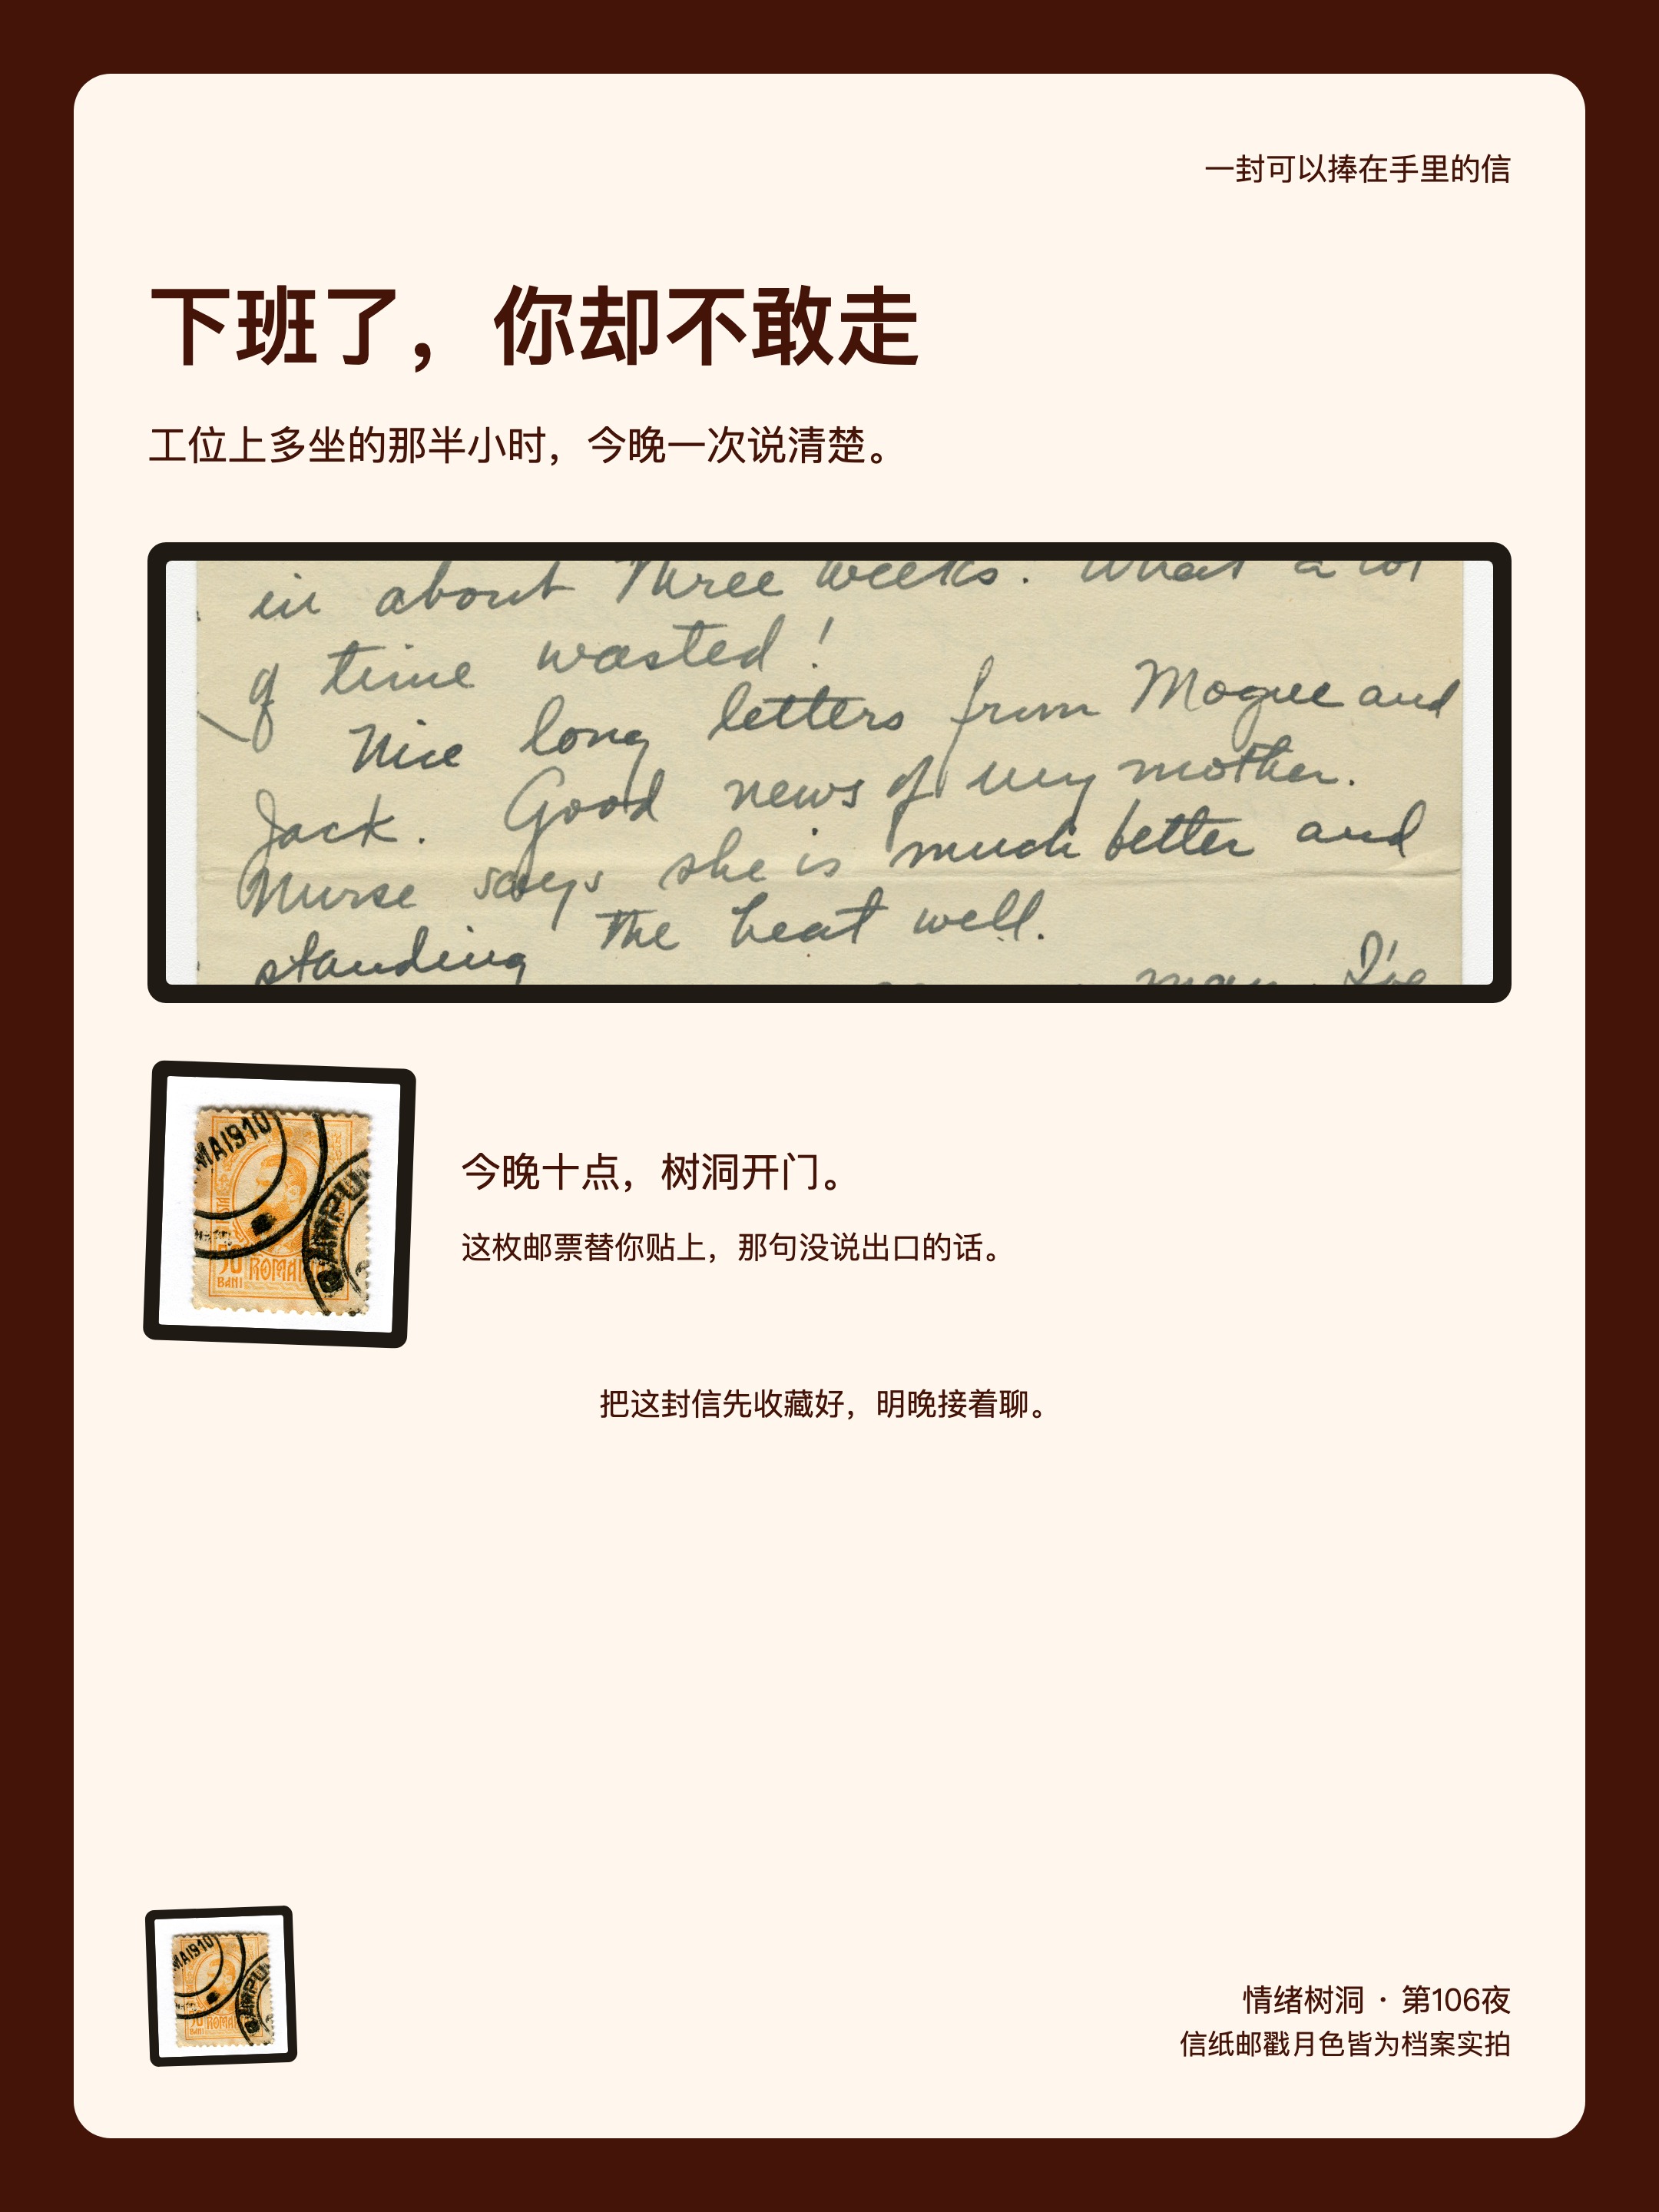 一封可以捧在手里的信
下班了，你却不敢走
工位上多坐的那半小时，今晚一次说清楚。
in about three weeks. What a lot
of time wasted!
Nice long letters from Mogue and
Jack. Good news of my mother.
Nurse says she is much better and
standing the heat well.
I've
MAI910
ROMA
BANI
今晚十点，树洞开门。
这枚邮票替你贴上，那句没说出口的话。
把这封信先收藏好，明晚接着聊。
MAI910
ROMA
BANI
情绪树洞 · 第106夜
信纸邮戳月色皆为档案实拍